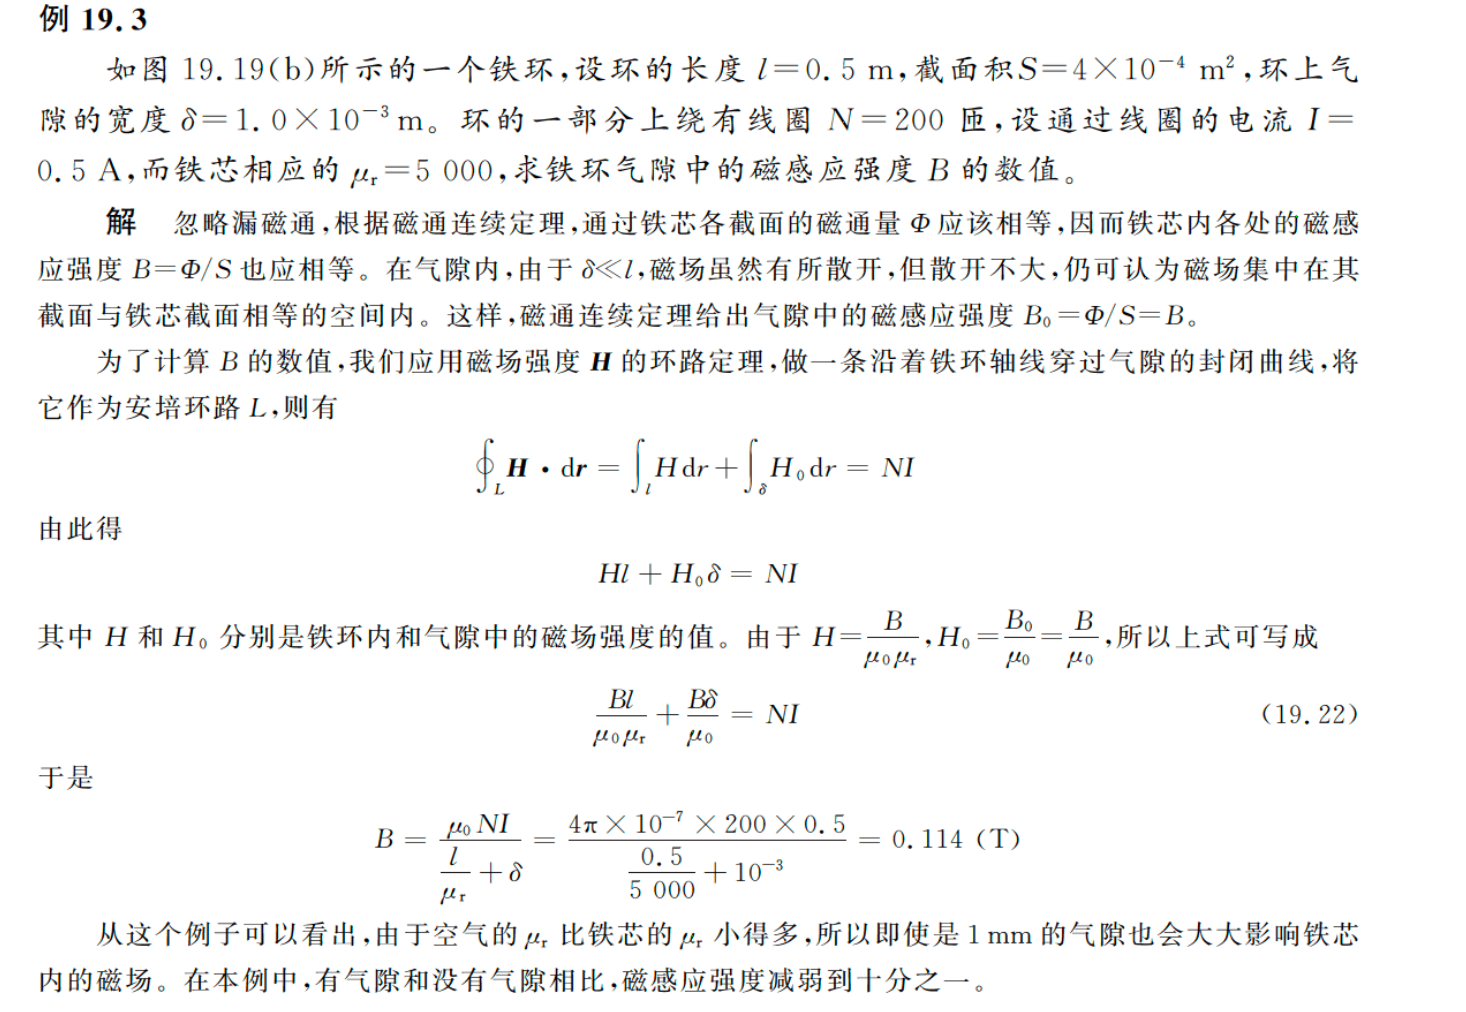 例 19.3
如图 19.19(b)所示的一个铁环,设环的长度 l=0.5 m,截面积S=4×10⁻⁴ m²,环上气
隙的宽度 δ=1.0×10⁻³ m。环的一部分上绕有线圈 N=200 匝,设通过线圈的电流 I=
0.5 A,而铁芯相应的 μᵣ=5 000,求铁环气隙中的磁感应强度 B 的数值。
解 忽略漏磁通,根据磁通连续定理,通过铁芯各截面的磁通量 Φ 应该相等,因而铁芯内各处的磁感
应强度 B=Φ/S 也应相等。在气隙内,由于 δ≪l,磁场虽然有所散开,但散开不大,仍可认为磁场集中在其
截面与铁芯截面相等的空间内。这样,磁通连续定理给出气隙中的磁感应强度 B₀=Φ/S=B。
为了计算 B 的数值,我们应用磁场强度 H 的环路定理,做一条沿着铁环轴线穿过气隙的封闭曲线,将
它作为安培环路 L,则有
∮_L H · dr = ∫_l Hdr + ∫_δ H₀dr = NI
由此得
Hl + H₀δ = NI
其中 H 和 H₀ 分别是铁环内和气隙中的磁场强度的值。由于 H=B/(μ₀μᵣ),H₀=B₀/μ₀=B/μ₀,所以上式可写成
Bl/(μ₀μᵣ) + Bδ/μ₀ = NI (19.22)
于是
B = μ₀NI/(l/μᵣ + δ) = (4π×10⁻⁷×200×0.5)/(0.5/5 000 + 10⁻³) = 0.114 (T)
从这个例子可以看出,由于空气的 μᵣ 比铁芯的 μᵣ 小得多,所以即使是 1 mm 的气隙也会大大影响铁芯
内的磁场。在本例中,有气隙和没有气隙相比,磁感应强度减弱到十分之一。